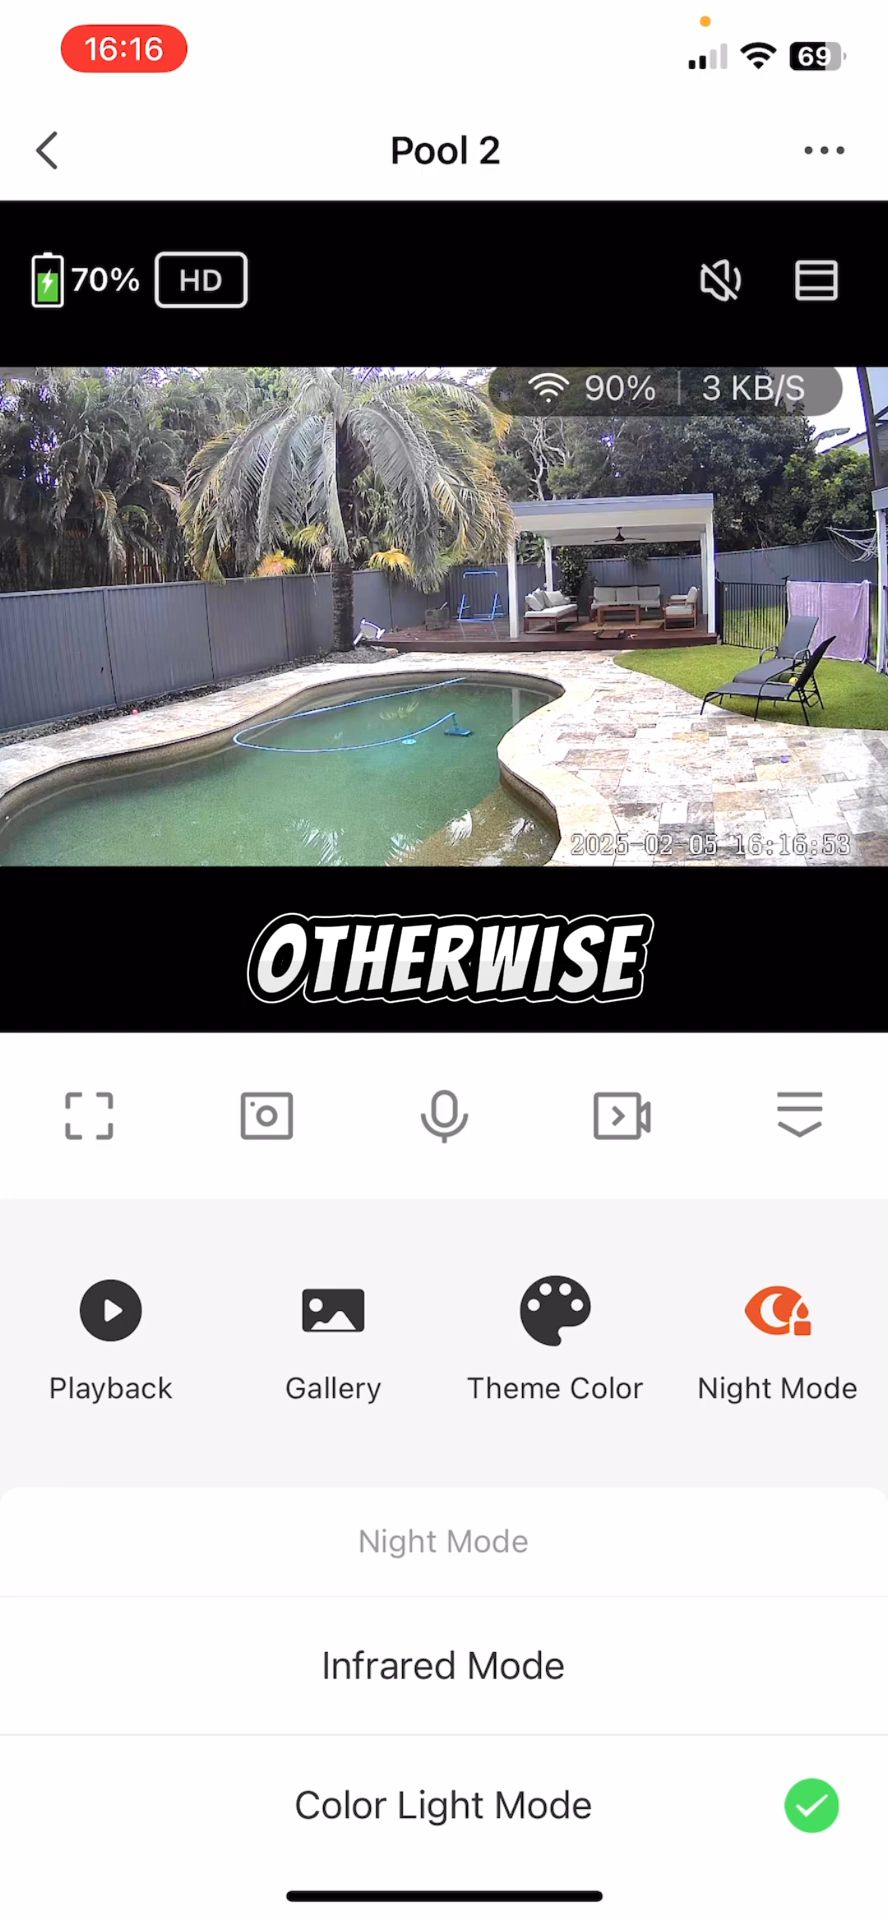 16:16
69
Pool 2
70% HD
90% | 3 KB/S
2025-02-05 16:16:53
OTHERWISE
Playback Gallery Theme Color Night Mode
Night Mode
Infrared Mode
Color Light Mode